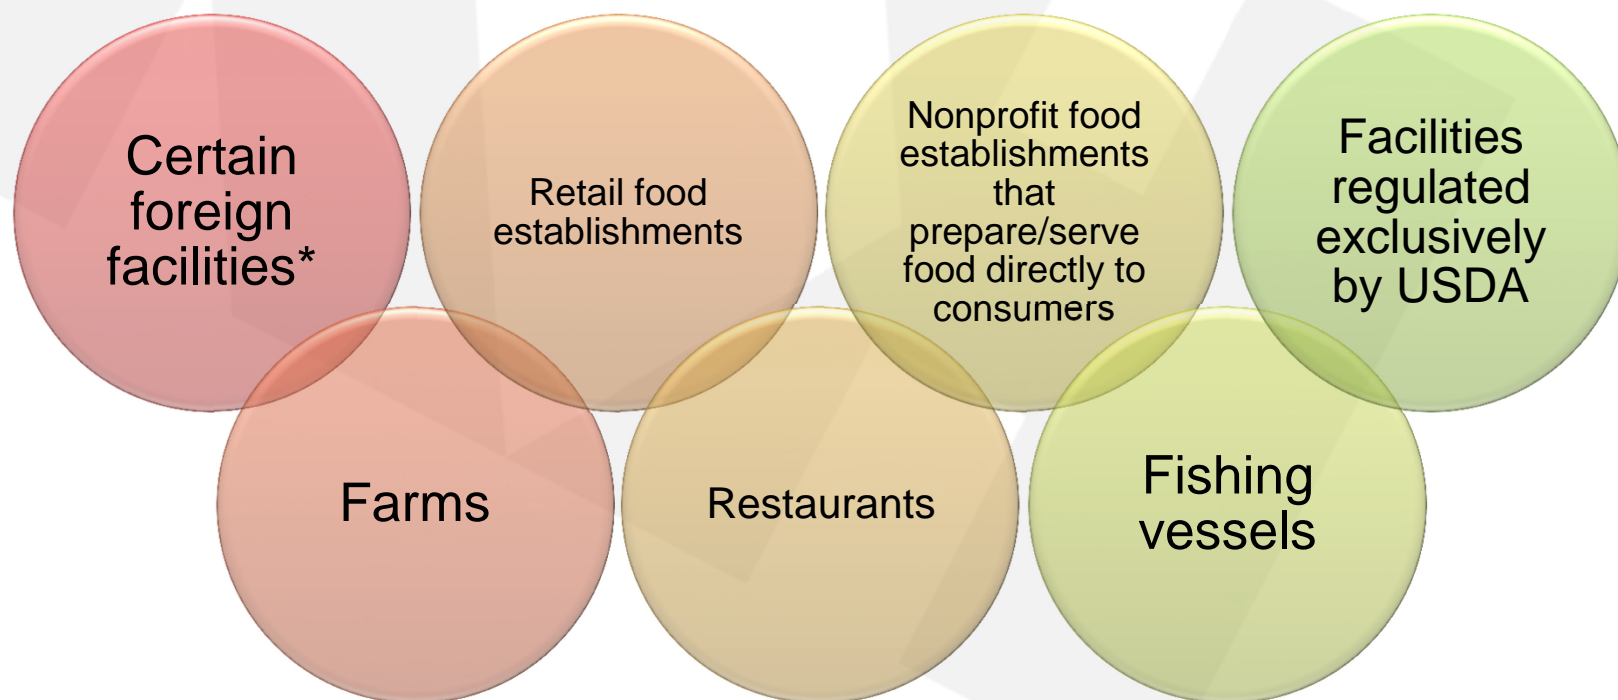 Certain
foreign
facilities*
Retail food
establishments
Nonprofit food
establishments
that
prepare/serve
food directly to
consumers
Facilities
regulated
exclusively
by USDA
Farms
Restaurants
Fishing
vessels